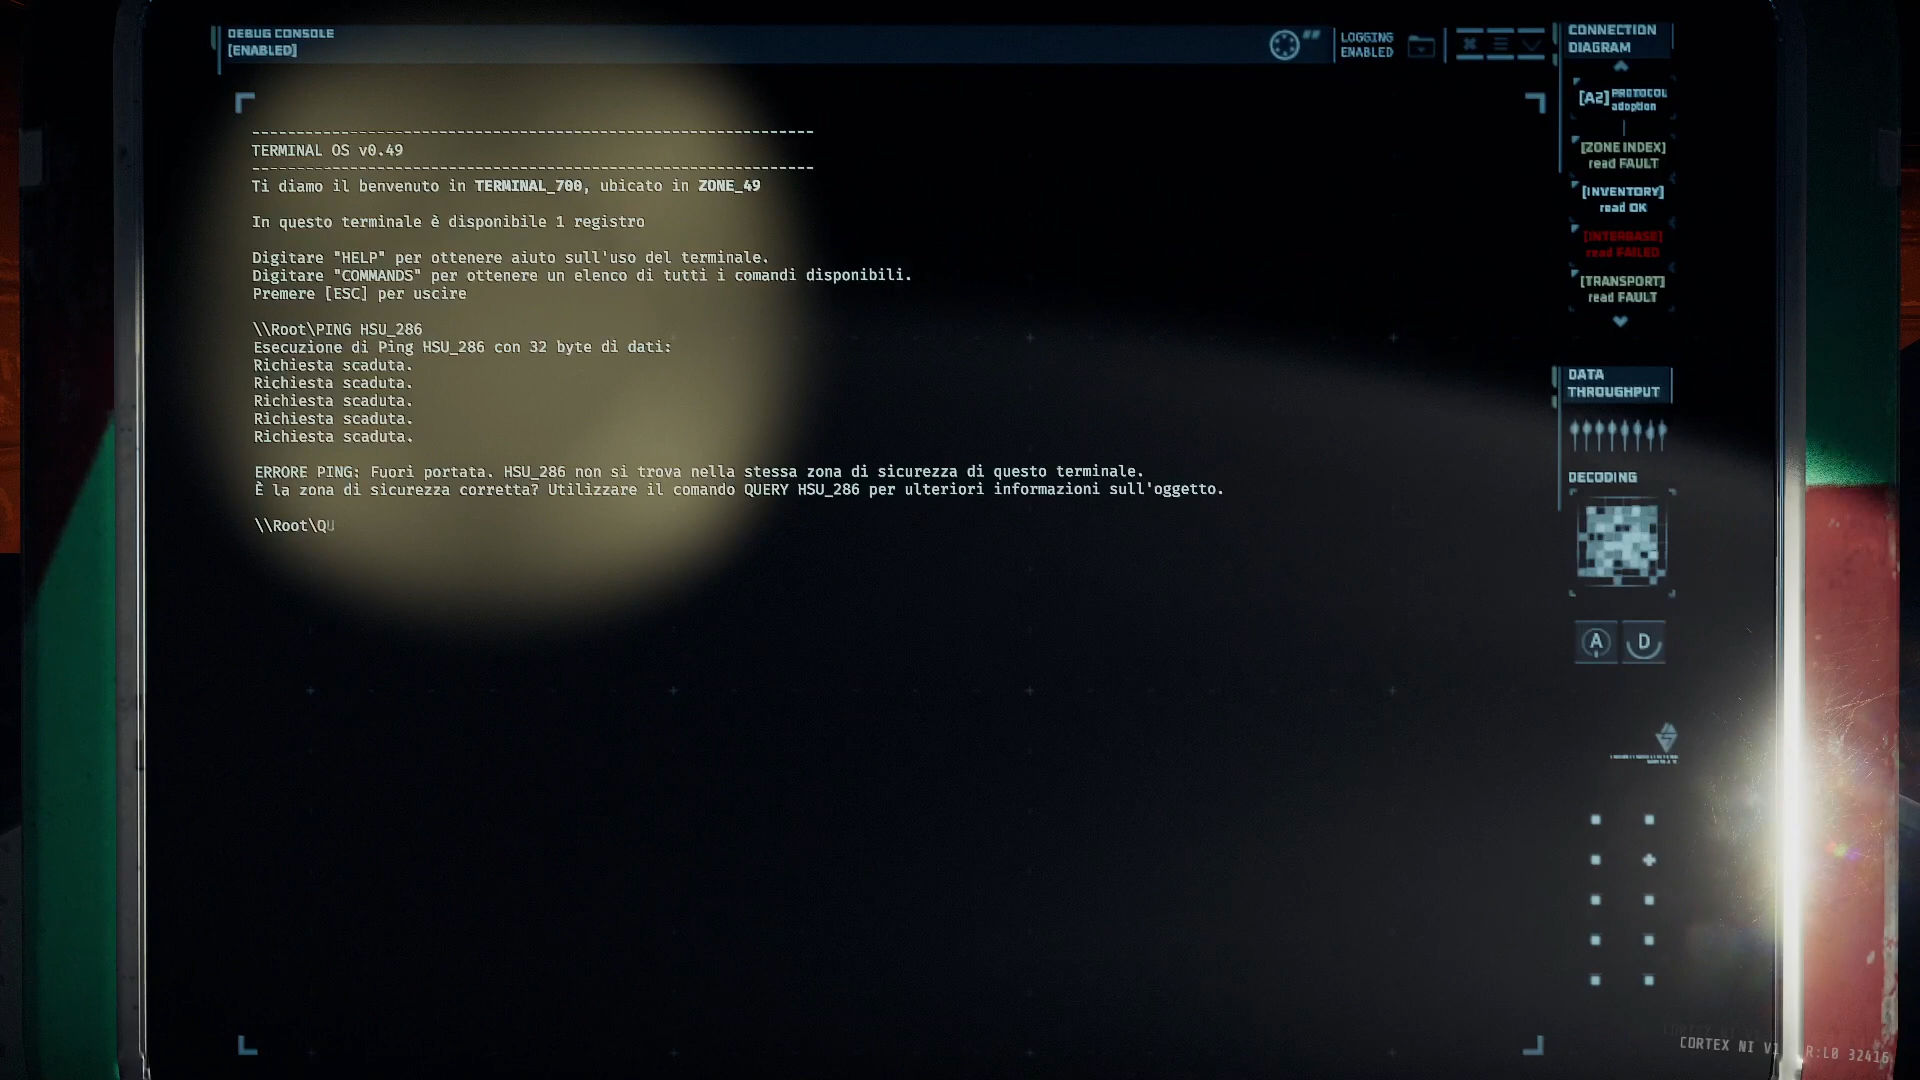 DEBUG CONSOLE
[ENABLED]
LOGGING
ENABLED
CONNECTION
DIAGRAM
[A2] PROTOCOL
adoption
[ZONE INDEX]
read FAULT
[INVENTORY]
read OK
[INTERBASE]
read FAILED
[TRANSPORT]
read FAULT
DATA
THROUGHPUT
DECODING
A D
--------------------------------------------------------------
TERMINAL OS v0.49
--------------------------------------------------------------
Ti diamo il benvenuto in TERMINAL_700, ubicato in ZONE_49
In questo terminale è disponibile 1 registro
Digitare "HELP" per ottenere aiuto sull'uso del terminale.
Digitare "COMMANDS" per ottenere un elenco di tutti i comandi disponibili.
Premere [ESC] per uscire
\\Root\PING HSU_286
Esecuzione di Ping HSU_286 con 32 byte di dati:
Richiesta scaduta.
Richiesta scaduta.
Richiesta scaduta.
Richiesta scaduta.
Richiesta scaduta.
ERRORE PING: Fuori portata. HSU_286 non si trova nella stessa zona di sicurezza di questo terminale.
È la zona di sicurezza corretta? Utilizzare il comando QUERY HSU_286 per ulteriori informazioni sull'oggetto.
\\Root\QU
CORTEX NI R:L0 32416